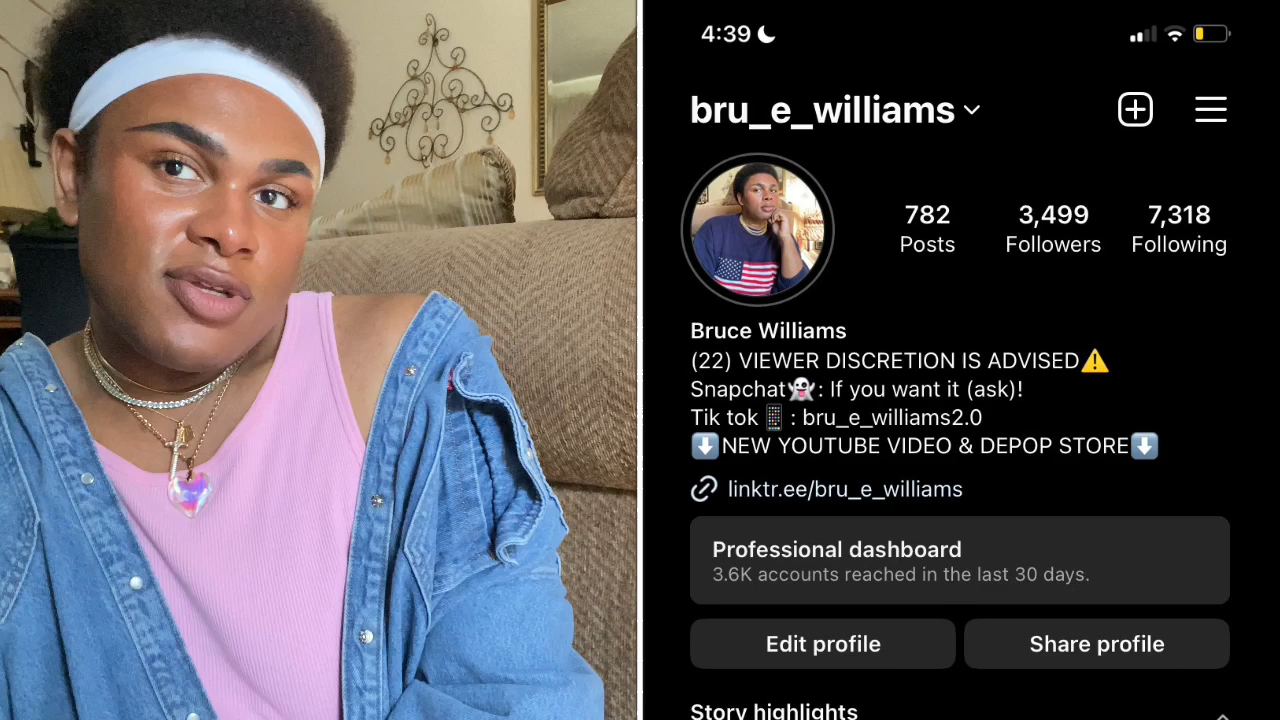 4:39
bru_e_williams
782
Posts
3,499
Followers
7,318
Following
Bruce Williams
(22) VIEWER DISCRETION IS ADVISED⚠️
Snapchat👻: If you want it (ask)!
Tik tok 📱 : bru_e_williams2.0
⬇️NEW YOUTUBE VIDEO & DEPOP STORE⬇️
linktr.ee/bru_e_williams
Professional dashboard
3.6K accounts reached in the last 30 days.
Edit profile
Share profile
Story highlights